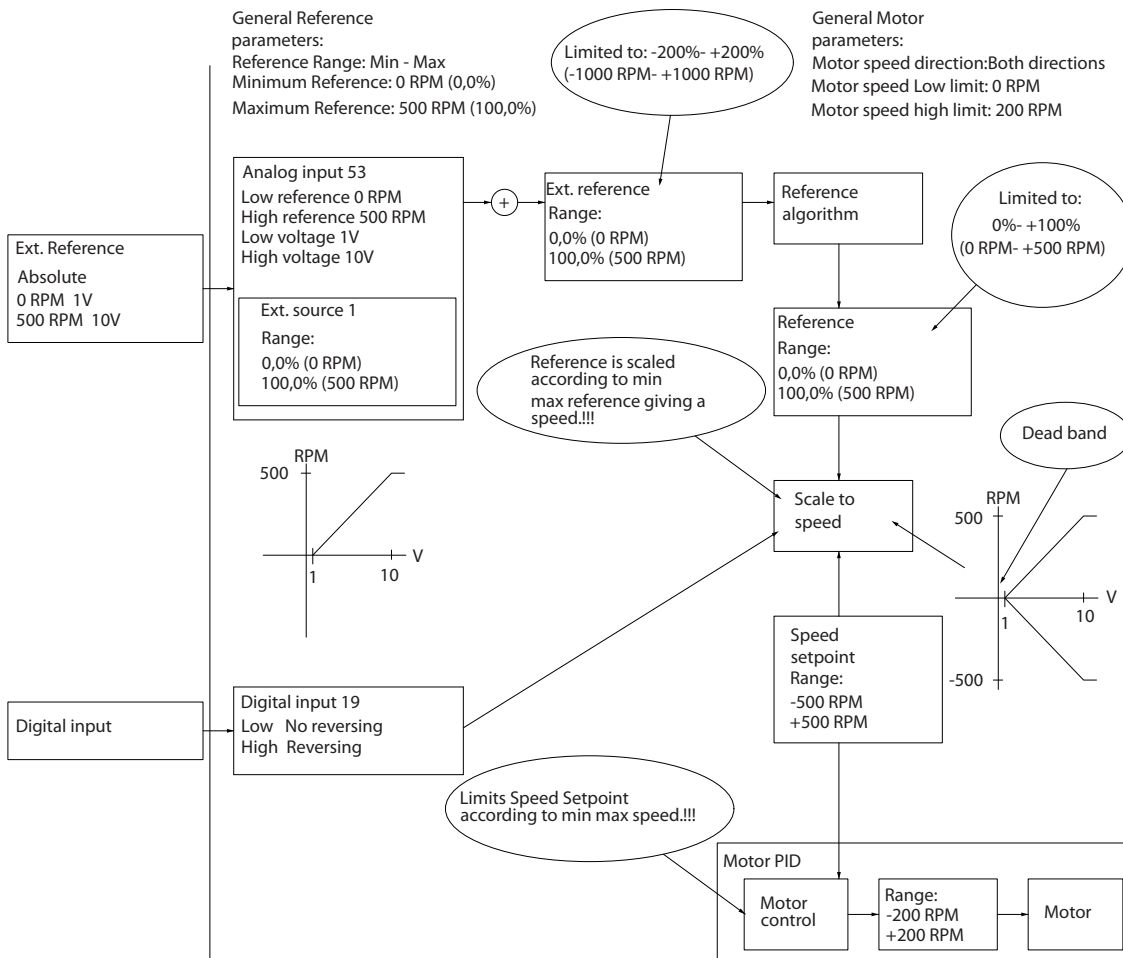 General Reference
parameters:
Reference Range: Min - Max
Minimum Reference: 0 RPM (0,0%)
Maximum Reference: 500 RPM (100,0%)
Limited to: -200%- +200%
(-1000 RPM- +1000 RPM)
General Motor
parameters:
Motor speed direction:Both directions
Motor speed Low limit: 0 RPM
Motor speed high limit: 200 RPM
Ext. Reference
Absolute
0 RPM 1V
500 RPM 10V
Analog input 53
Low reference 0 RPM
High reference 500 RPM
Low voltage 1V
High voltage 10V
Ext. source 1
Range:
0,0% (0 RPM)
100,0% (500 RPM)
+
Ext. reference
Range:
0,0% (0 RPM)
100,0% (500 RPM)
Reference
algorithm
Limited to:
0%- +100%
(0 RPM- +500 RPM)
Reference
Range:
0,0% (0 RPM)
100,0% (500 RPM)
Reference is scaled
according to min
max reference giving a
speed.!!!
RPM
500
V
1
10
Scale to
speed
Dead band
RPM
500
V
1
10
-500
Speed
setpoint
Range:
-500 RPM
+500 RPM
Digital input
Digital input 19
Low No reversing
High Reversing
Limits Speed Setpoint
according to min max speed.!!!
Motor PID
Motor
control
Range:
-200 RPM
+200 RPM
Motor